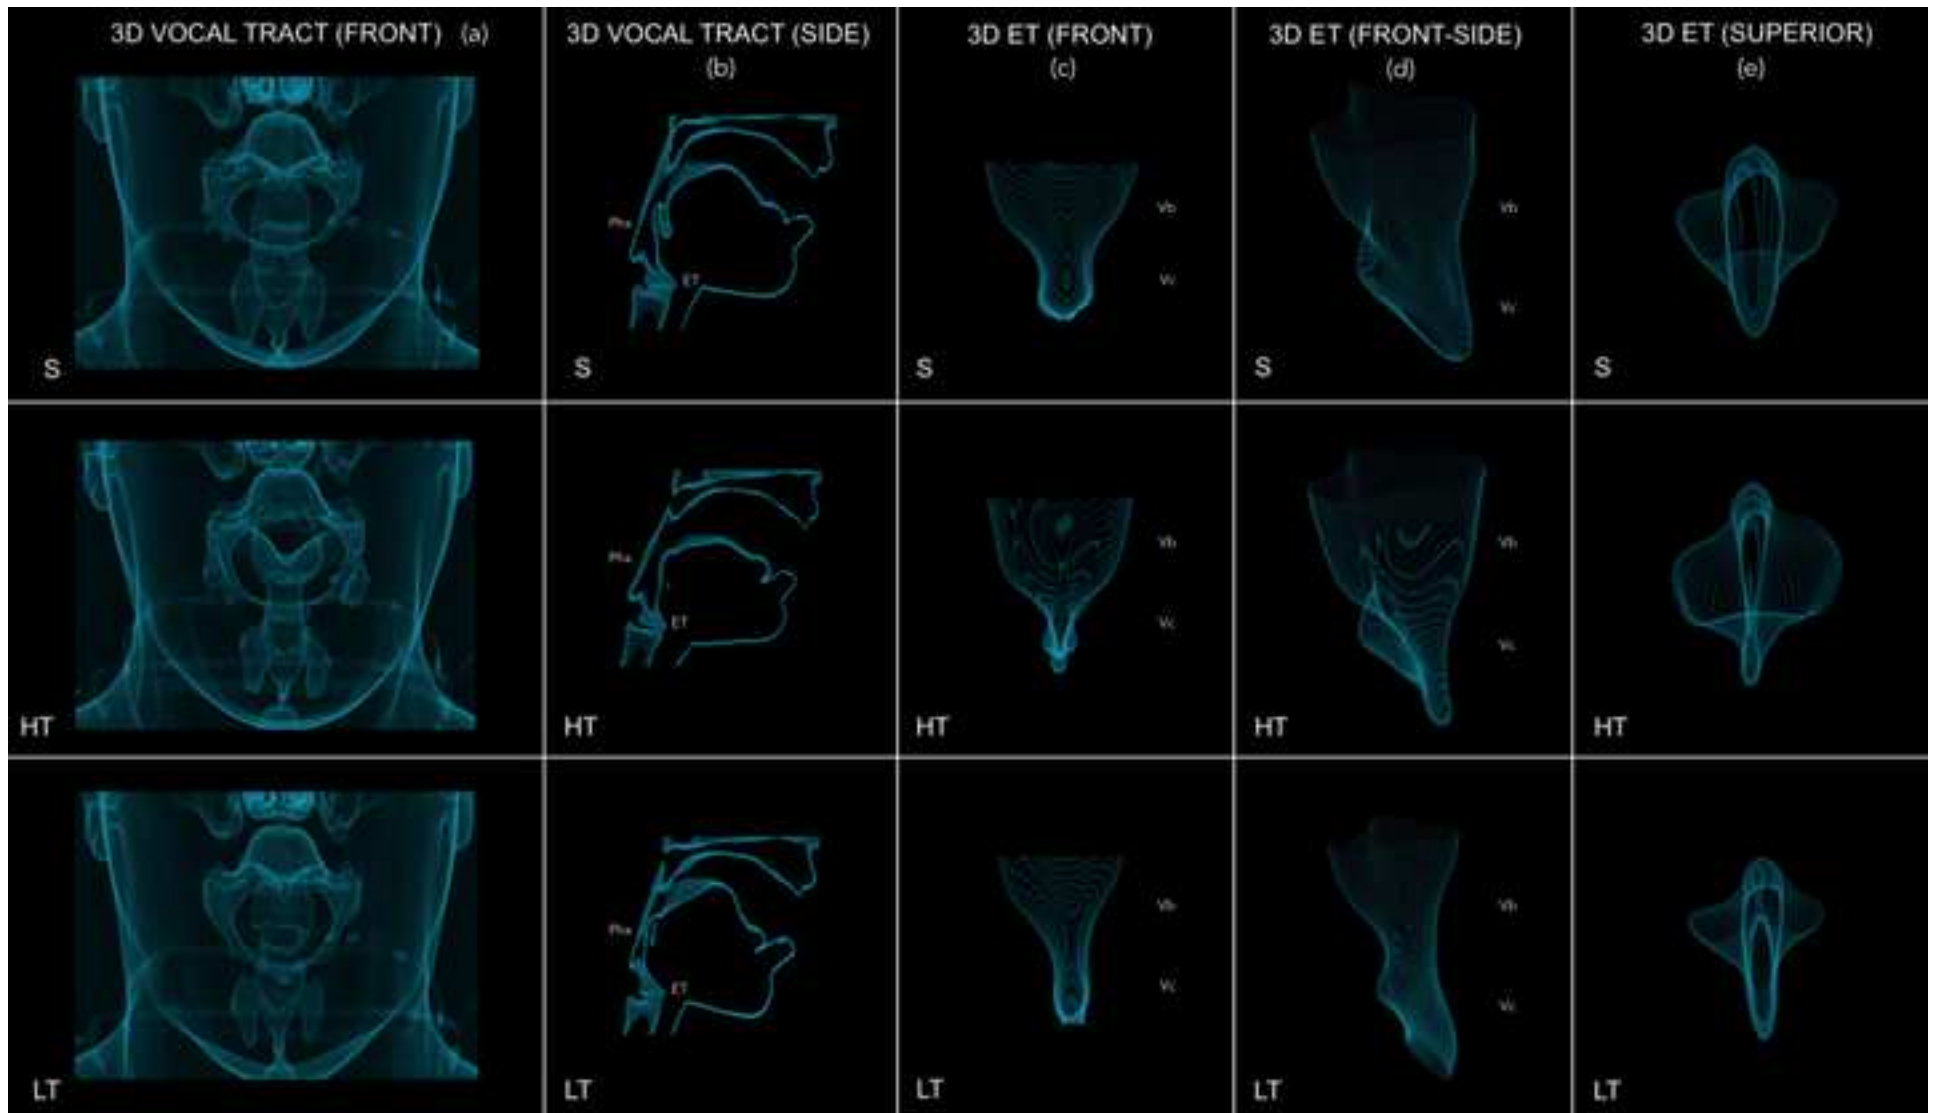 3D VOCAL TRACT (FRONT) (a)
3D VOCAL TRACT (SIDE)
(b)
3D ET (FRONT)
(c)
3D ET (FRONT-SIDE)
(d)
3D ET (SUPERIOR)
(e)
Pha
ET
Vb
Vc
Vb
Vc
S
S
S
S
S
Pha
ET
Vb
Vc
Vb
Vc
HT
HT
HT
HT
HT
Pha
ET
Vb
Vc
Vb
Vc
LT
LT
LT
LT
LT